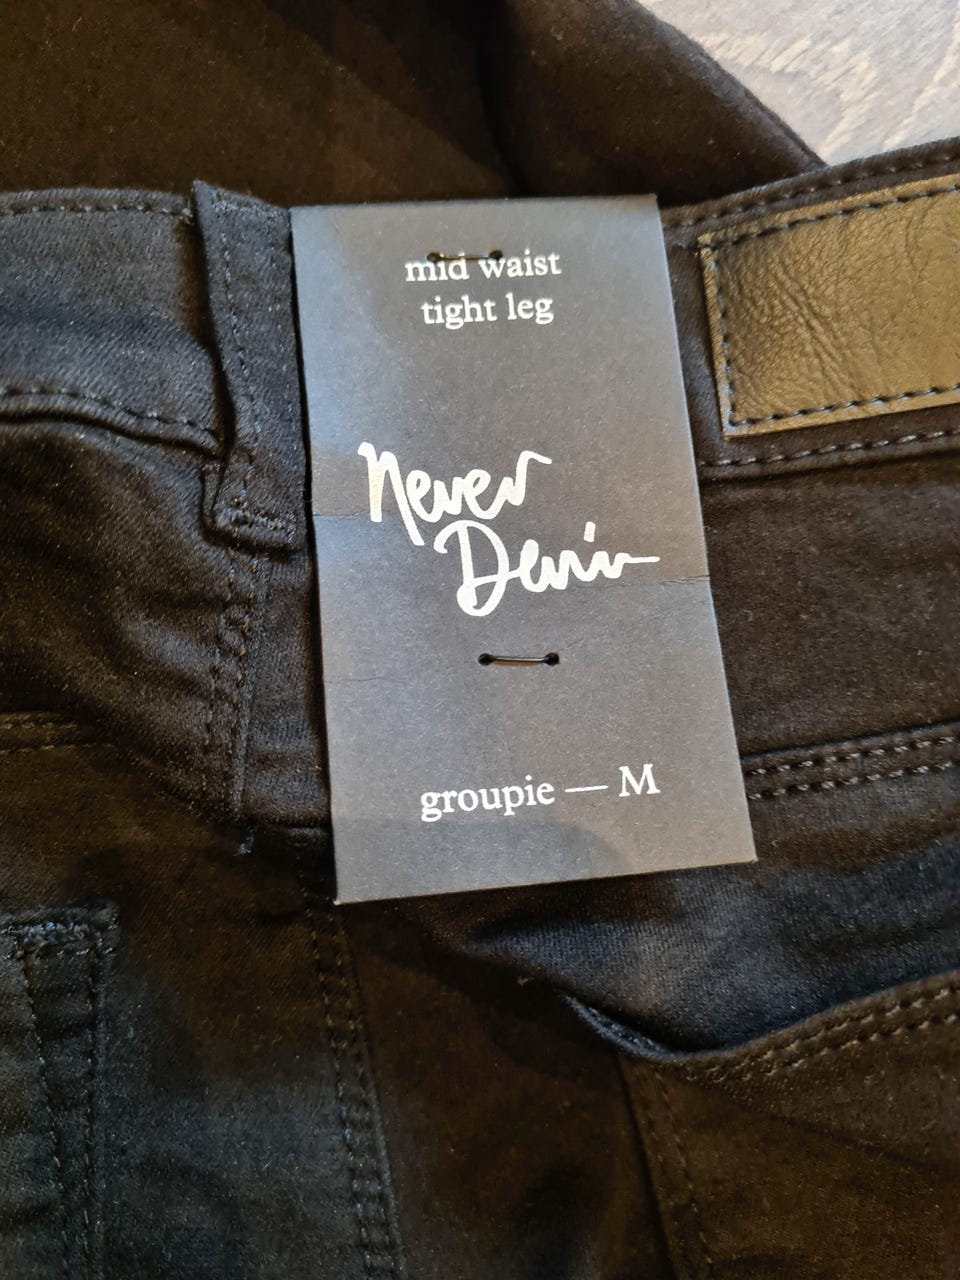 mid waist
tight leg
Never
Denim
groupie — M